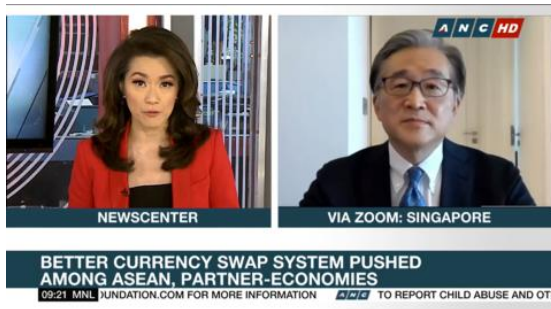 ANC HD
NEWSCENTER
VIA ZOOM: SINGAPORE
BETTER CURRENCY SWAP SYSTEM PUSHED
AMONG ASEAN, PARTNER-ECONOMIES
09:21 MNL OUNDATION.COM FOR MORE INFORMATION ANC TO REPORT CHILD ABUSE AND OT